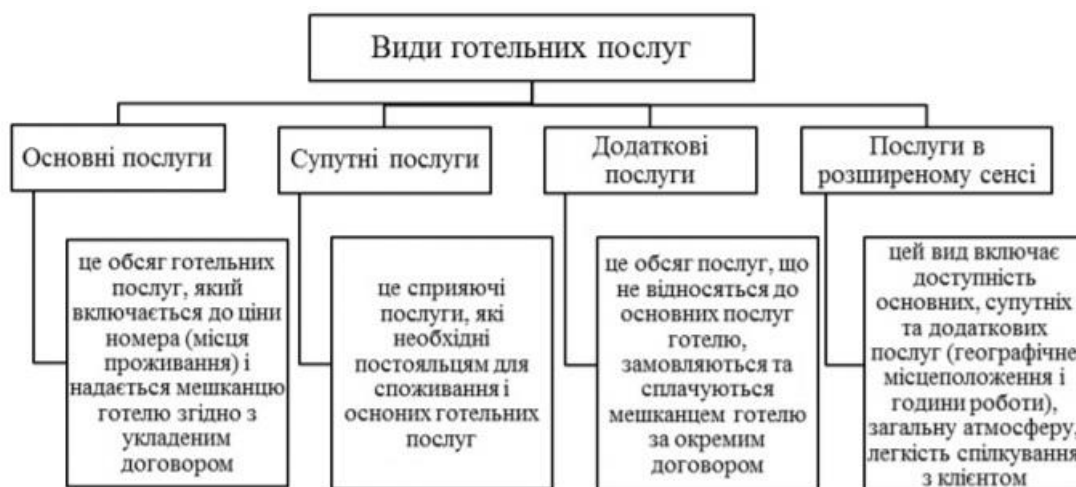 Види готельних послуг
Основні послуги
Супутні послуги
Додаткові
послуги
Послуги в
розширеному сенсі
це обсяг готельних
послуг, який
включається до ціни
номера (місця
проживання) і
надається мешканцю
готелю згідно з
укладеним
договором
це сприяючі
послуги, які
необхідні
постояльцям для
споживання і
осноних готельних
послуг
це обсяг послуг, що
не відносяться до
основних послуг
готелю,
замовляються та
сплачуються
мешканцем готелю
за окремим
договором
цей вид включає
доступність
основних, супутніх
та додаткових
послуг (географічне
місцеположення і
години роботи),
загальну атмосферу,
легкість спілкування
з клієнтом